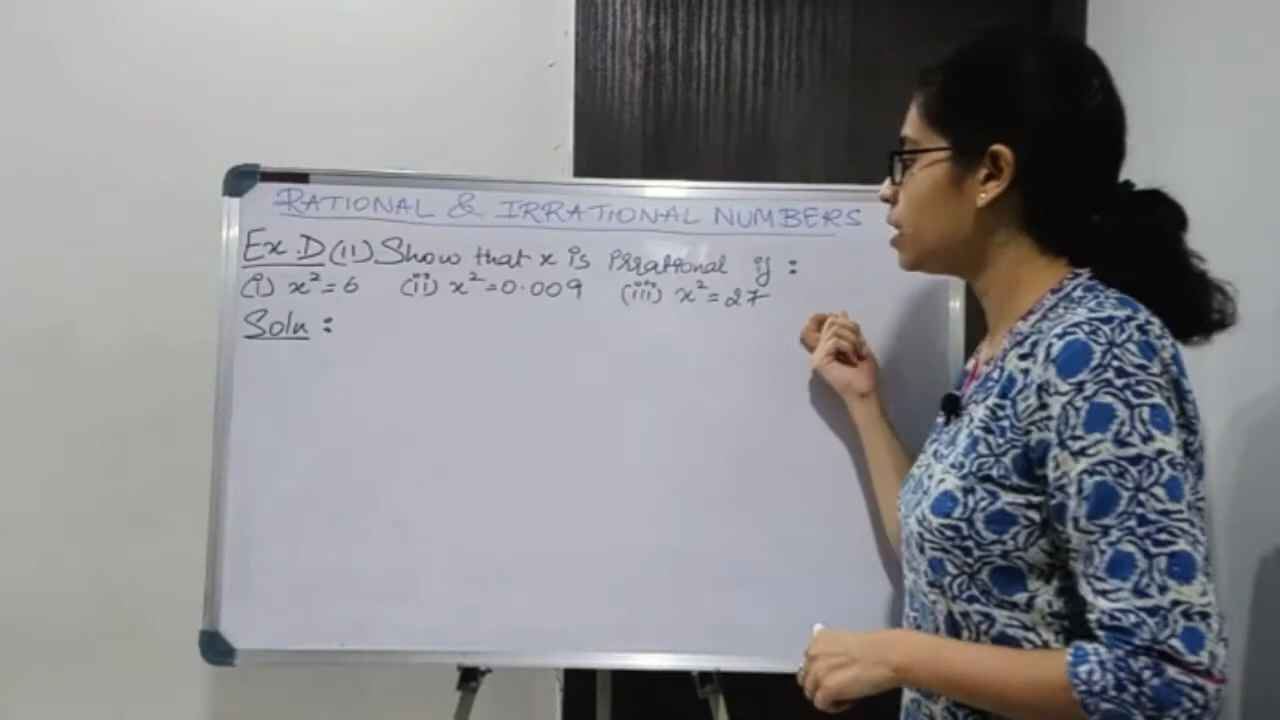 RATIONAL & IRRATIONAL NUMBERS
Ex.D (11) Show that x is irrational if :
(i) x²=6 (ii) x²=0.009 (iii) x²=27
Soln :